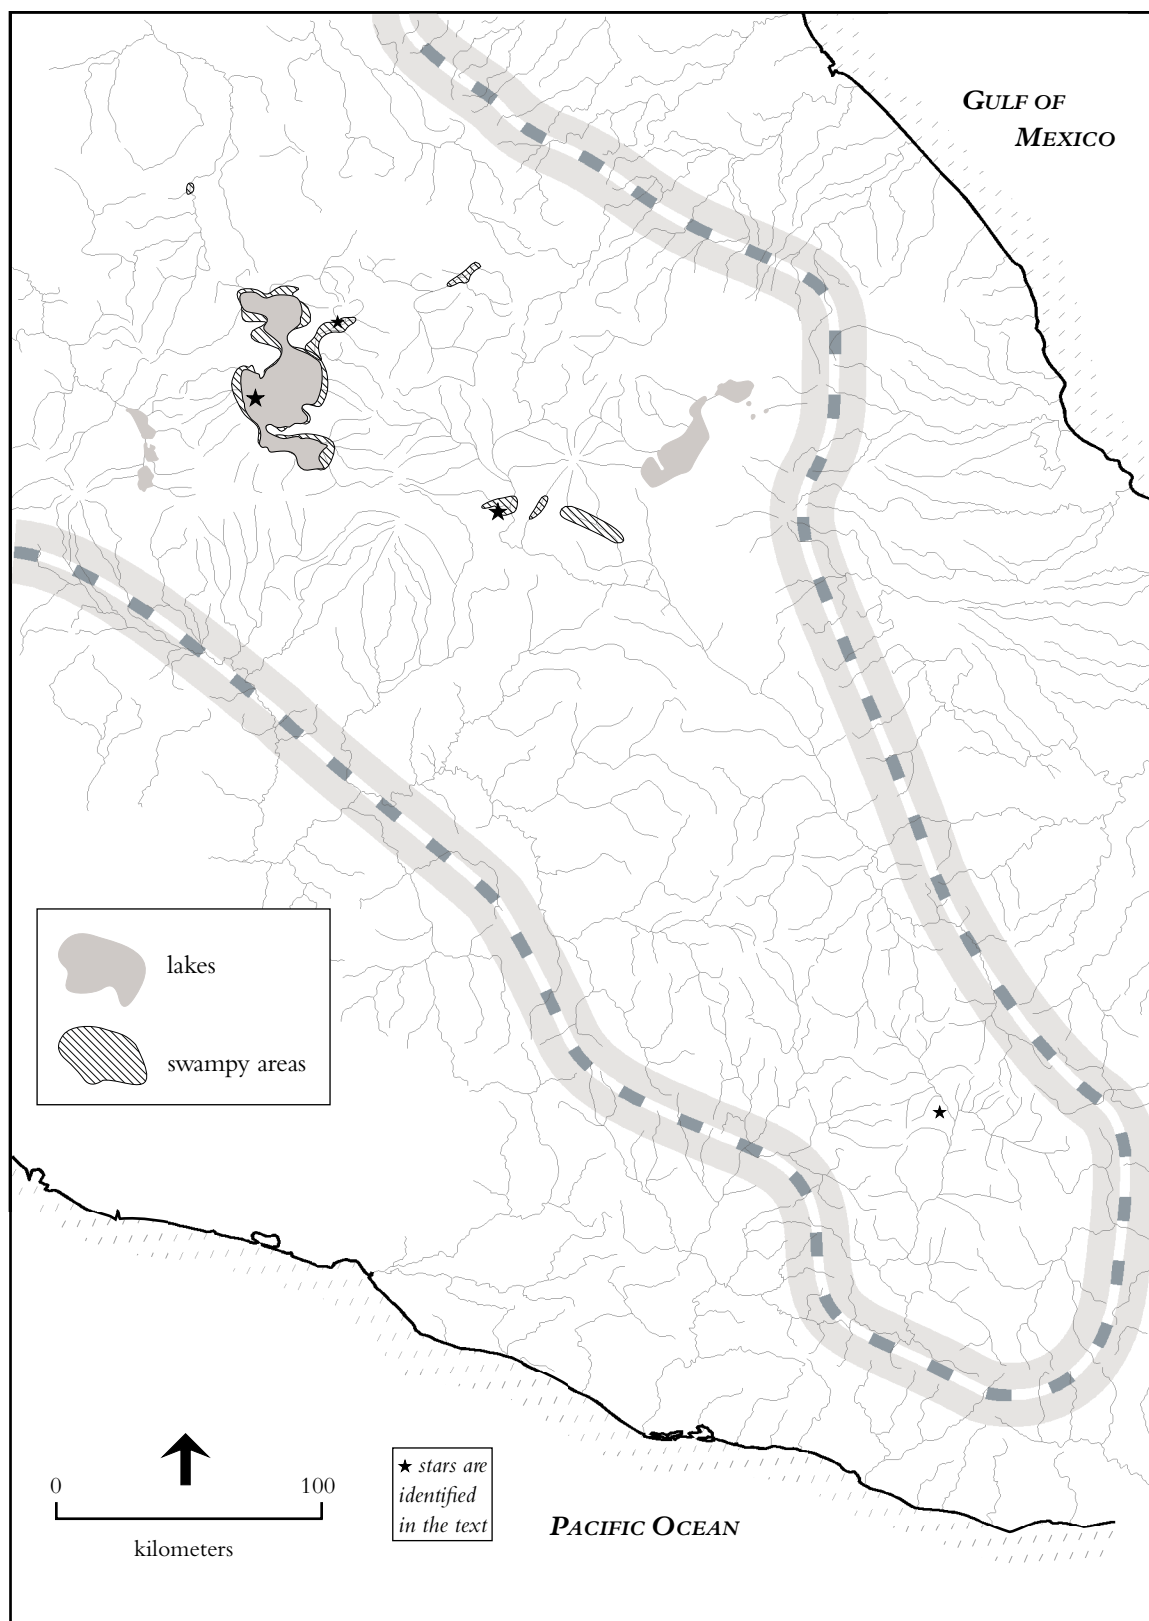 GULF OF
MEXICO
lakes
swampy areas
0 100
kilometers
★ stars are
identified
in the text
PACIFIC OCEAN